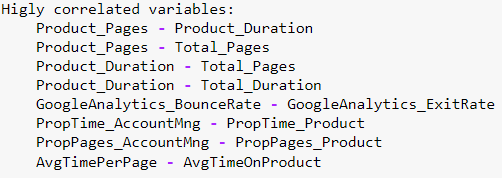 Higly correlated variables:
Product_Pages - Product_Duration
Product_Pages - Total_Pages
Product_Duration - Total_Pages
Product_Duration - Total_Duration
GoogleAnalytics_BounceRate - GoogleAnalytics_ExitRate
PropTime_AccountMng - PropTime_Product
PropPages_AccountMng - PropPages_Product
AvgTimePerPage - AvgTimeOnProduct